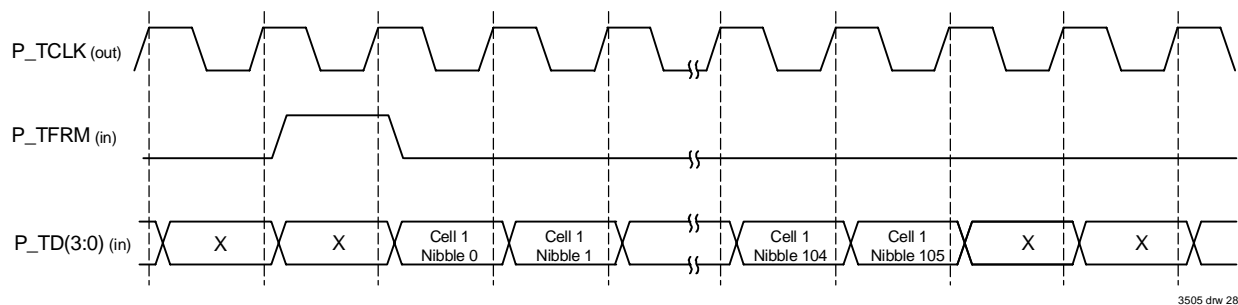 P_TCLK (out)
P_TFRM (in)
P_TD(3:0) (in)
X
X
Cell 1
Nibble 0
Cell 1
Nibble 1
Cell 1
Nibble 104
Cell 1
Nibble 105
X
X
3505 drw 28